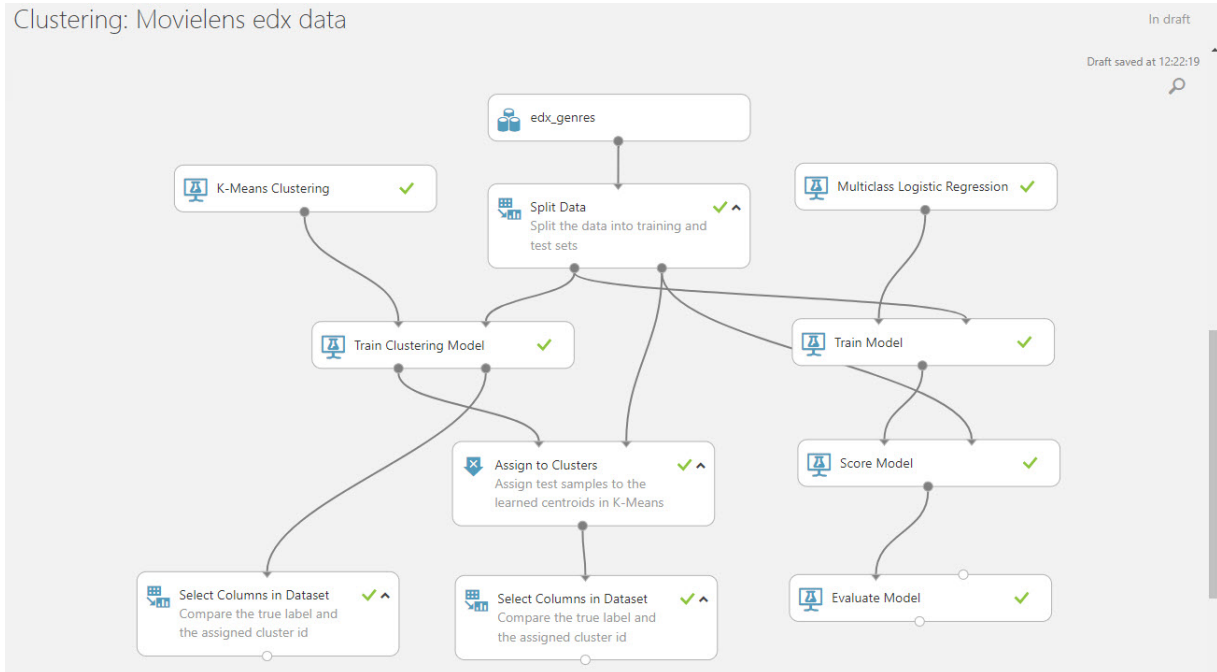 Clustering: Movielens edx data
In draft
Draft saved at 12:22:19
edx_genres
K-Means Clustering
Multiclass Logistic Regression
Split Data
Split the data into training and
test sets
Train Clustering Model
Train Model
Assign to Clusters
Assign test samples to the
learned centroids in K-Means
Score Model
Select Columns in Dataset
Compare the true label and
the assigned cluster id
Select Columns in Dataset
Compare the true label and
the assigned cluster id
Evaluate Model